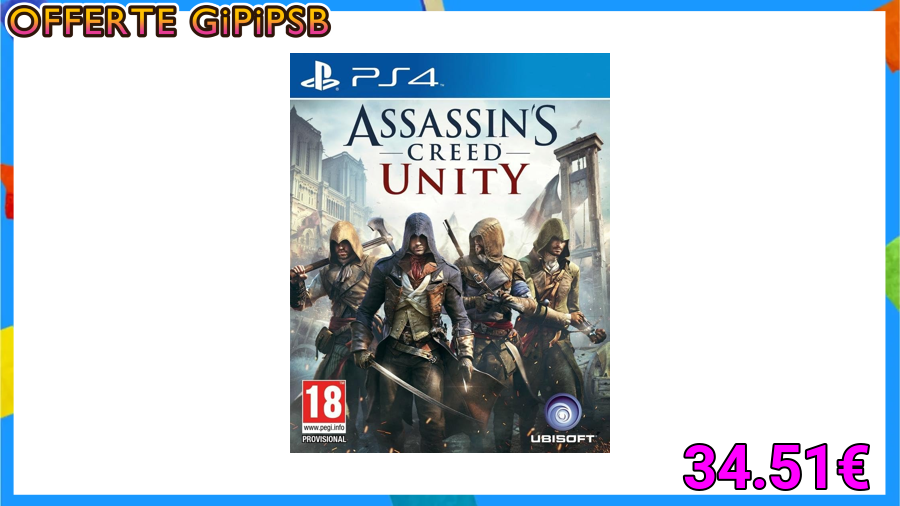 OFFERTE GiPiPSB
PS4
ASSASSIN'S
CREED
UNITY
18
www.pegi.info
PROVISIONAL
UBISOFT
34.51€